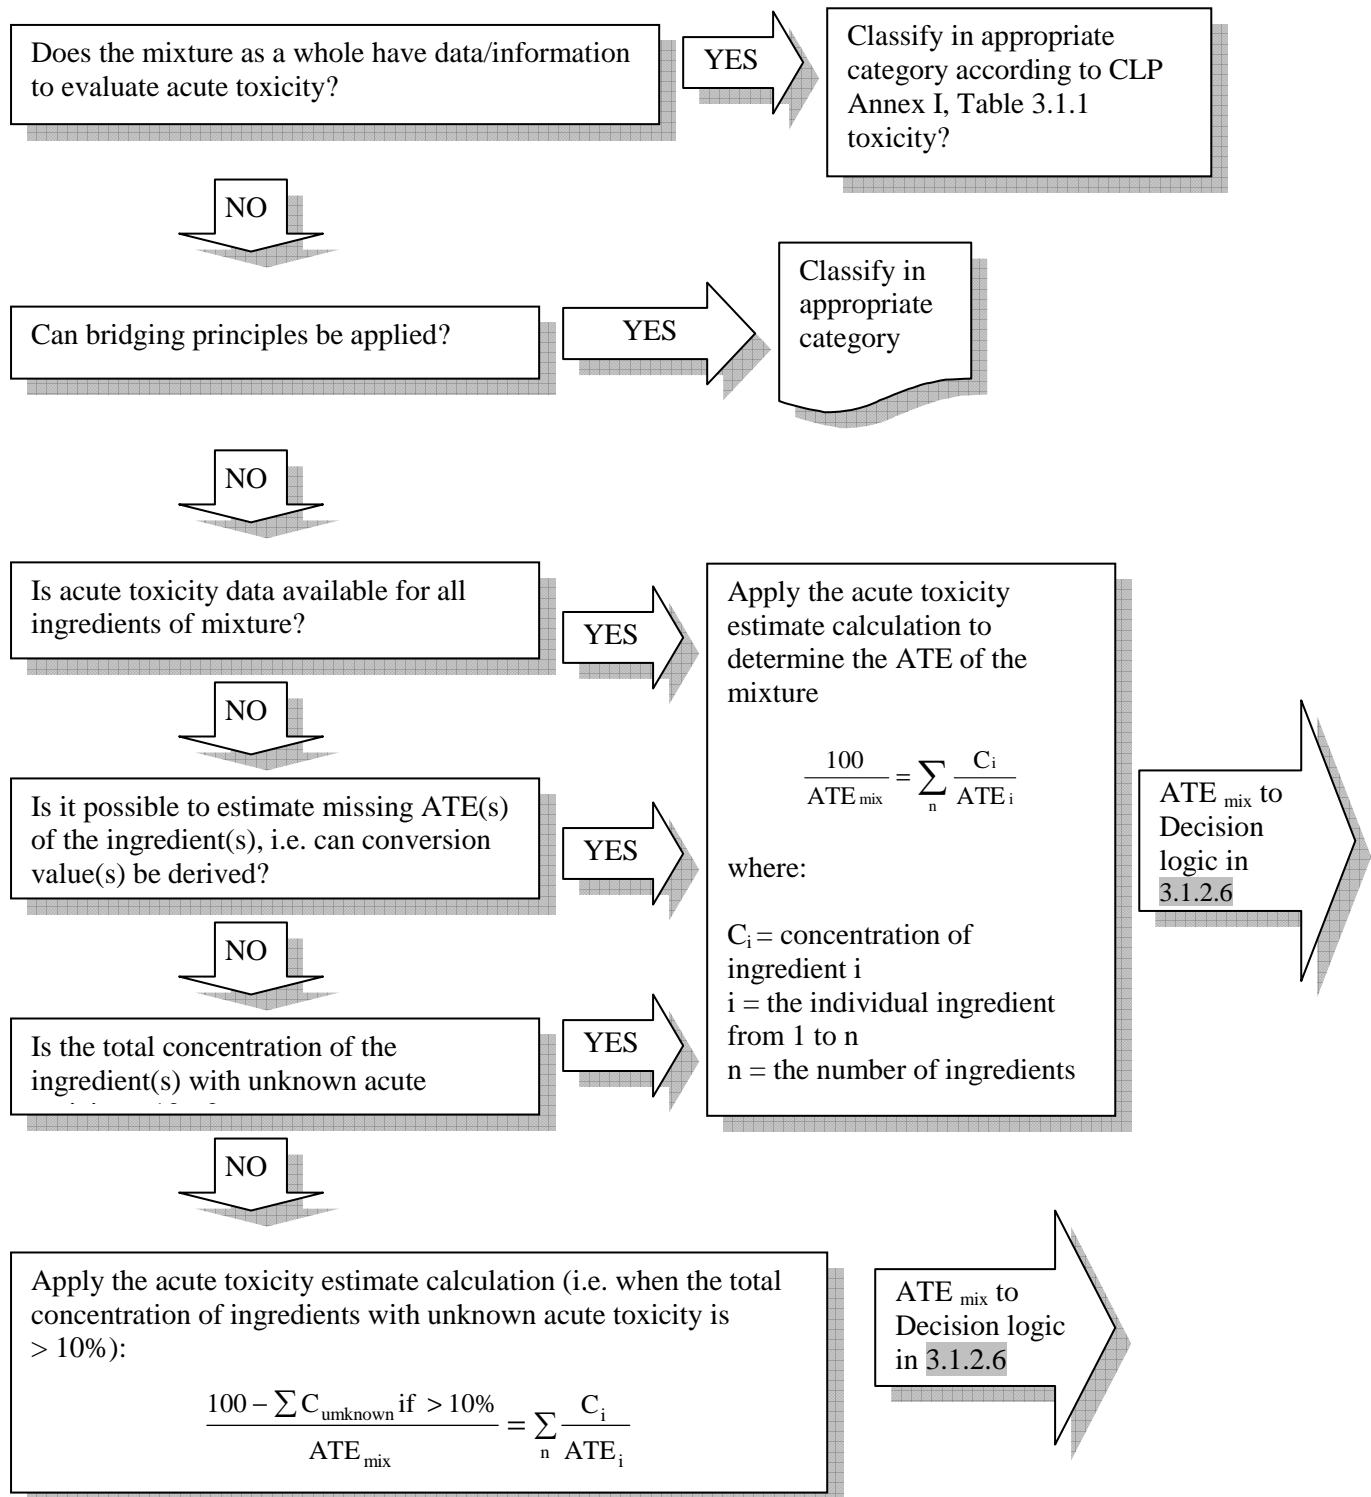 Does the mixture as a whole have data/information
to evaluate acute toxicity?
YES
Classify in appropriate
category according to CLP
Annex I, Table 3.1.1
toxicity?
NO
Can bridging principles be applied?
YES
Classify in
appropriate
category
NO
Is acute toxicity data available for all
ingredients of mixture?
YES
NO
Is it possible to estimate missing ATE(s)
of the ingredient(s), i.e. can conversion
value(s) be derived?
YES
NO
Is the total concentration of the
ingredient(s) with unknown acute
YES
Apply the acute toxicity
estimate calculation to
determine the ATE of the
mixture
100 / ATE mix = ∑ n Ci / ATE i
where:
Ci = concentration of
ingredient i
i = the individual ingredient
from 1 to n
n = the number of ingredients
ATE mix to
Decision
logic in
3.1.2.6
NO
Apply the acute toxicity estimate calculation (i.e. when the total
concentration of ingredients with unknown acute toxicity is
> 10%):
100 − ∑ C umknown if > 10% / ATE mix = ∑ n C i / ATE i
ATE mix to
Decision logic
in 3.1.2.6